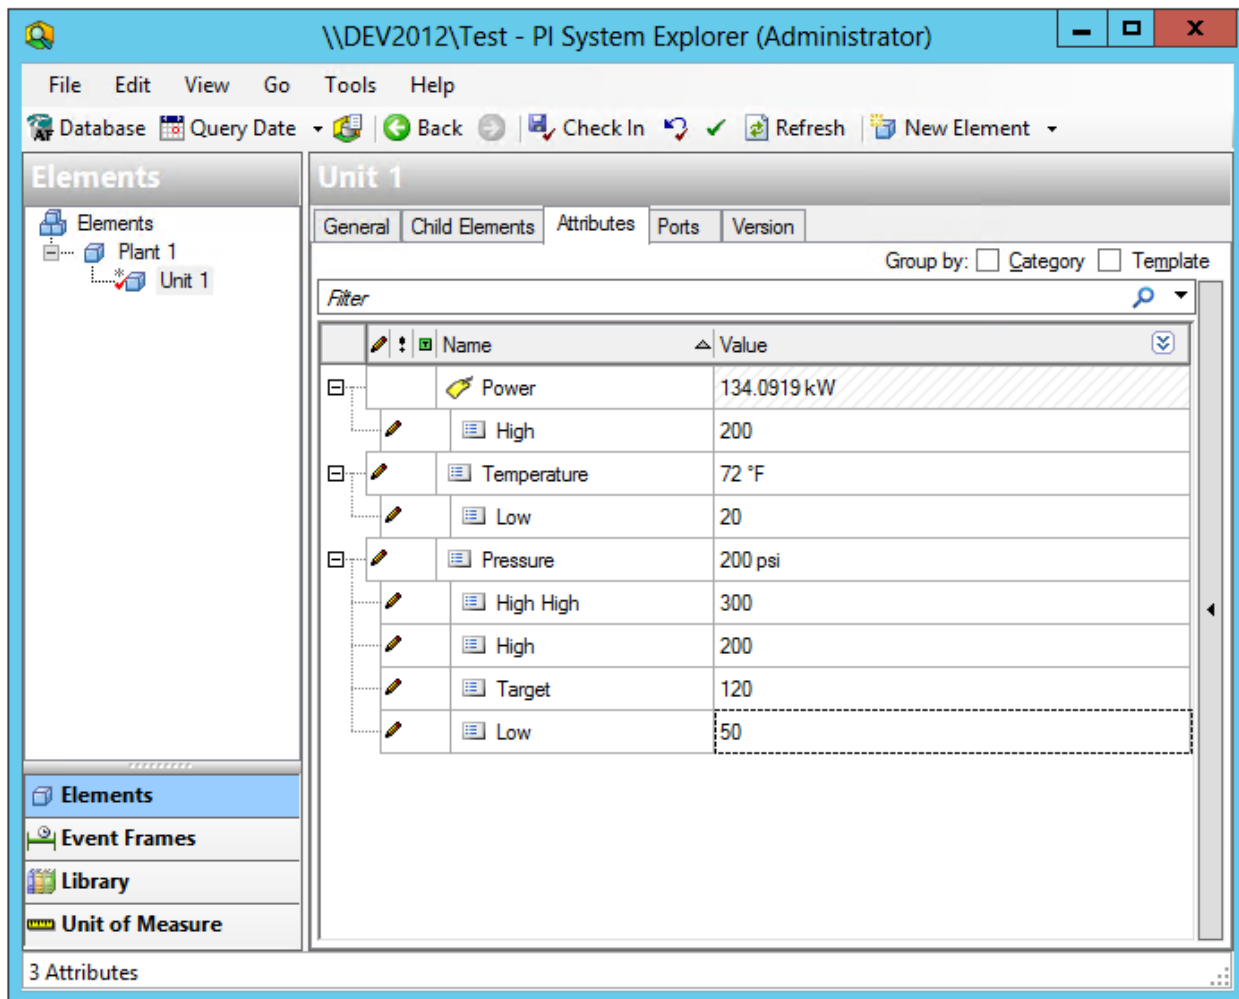 \\DEV2012\Test - PI System Explorer (Administrator)
File Edit View Go Tools Help
Database Query Date Back Check In Refresh New Element
Elements
Unit 1
Elements
Plant 1
Unit 1
General Child Elements Attributes Ports Version
Group by: Category Template
Filter
Name Value
Power 134.0919 kW
High 200
Temperature 72 °F
Low 20
Pressure 200 psi
High High 300
High 200
Target 120
Low 50
Elements
Event Frames
Library
Unit of Measure
3 Attributes